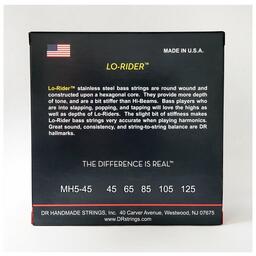 MADE IN U.S.A.
LO-RIDER™
Lo-Rider™ stainless steel bass strings are round wound and
constructed upon a hexagonal core. They provide more depth
of tone, and are a bit stiffer than Hi-Beams. Bass players who
are into slapping, popping, and tapping will love the highs as
well as depths of Lo-Riders. The slight bit of stiffness makes
Lo-Rider bass strings very accurate when playing harmonics.
Great sound, consistency, and string-to-string balance are DR
hallmarks.
THE DIFFERENCE IS REAL™
MH5-45 45 65 85 105 125
DR HANDMADE STRINGS, Inc. 40 Carver Avenue, Westwood, NJ 07675
www.DRstrings.com